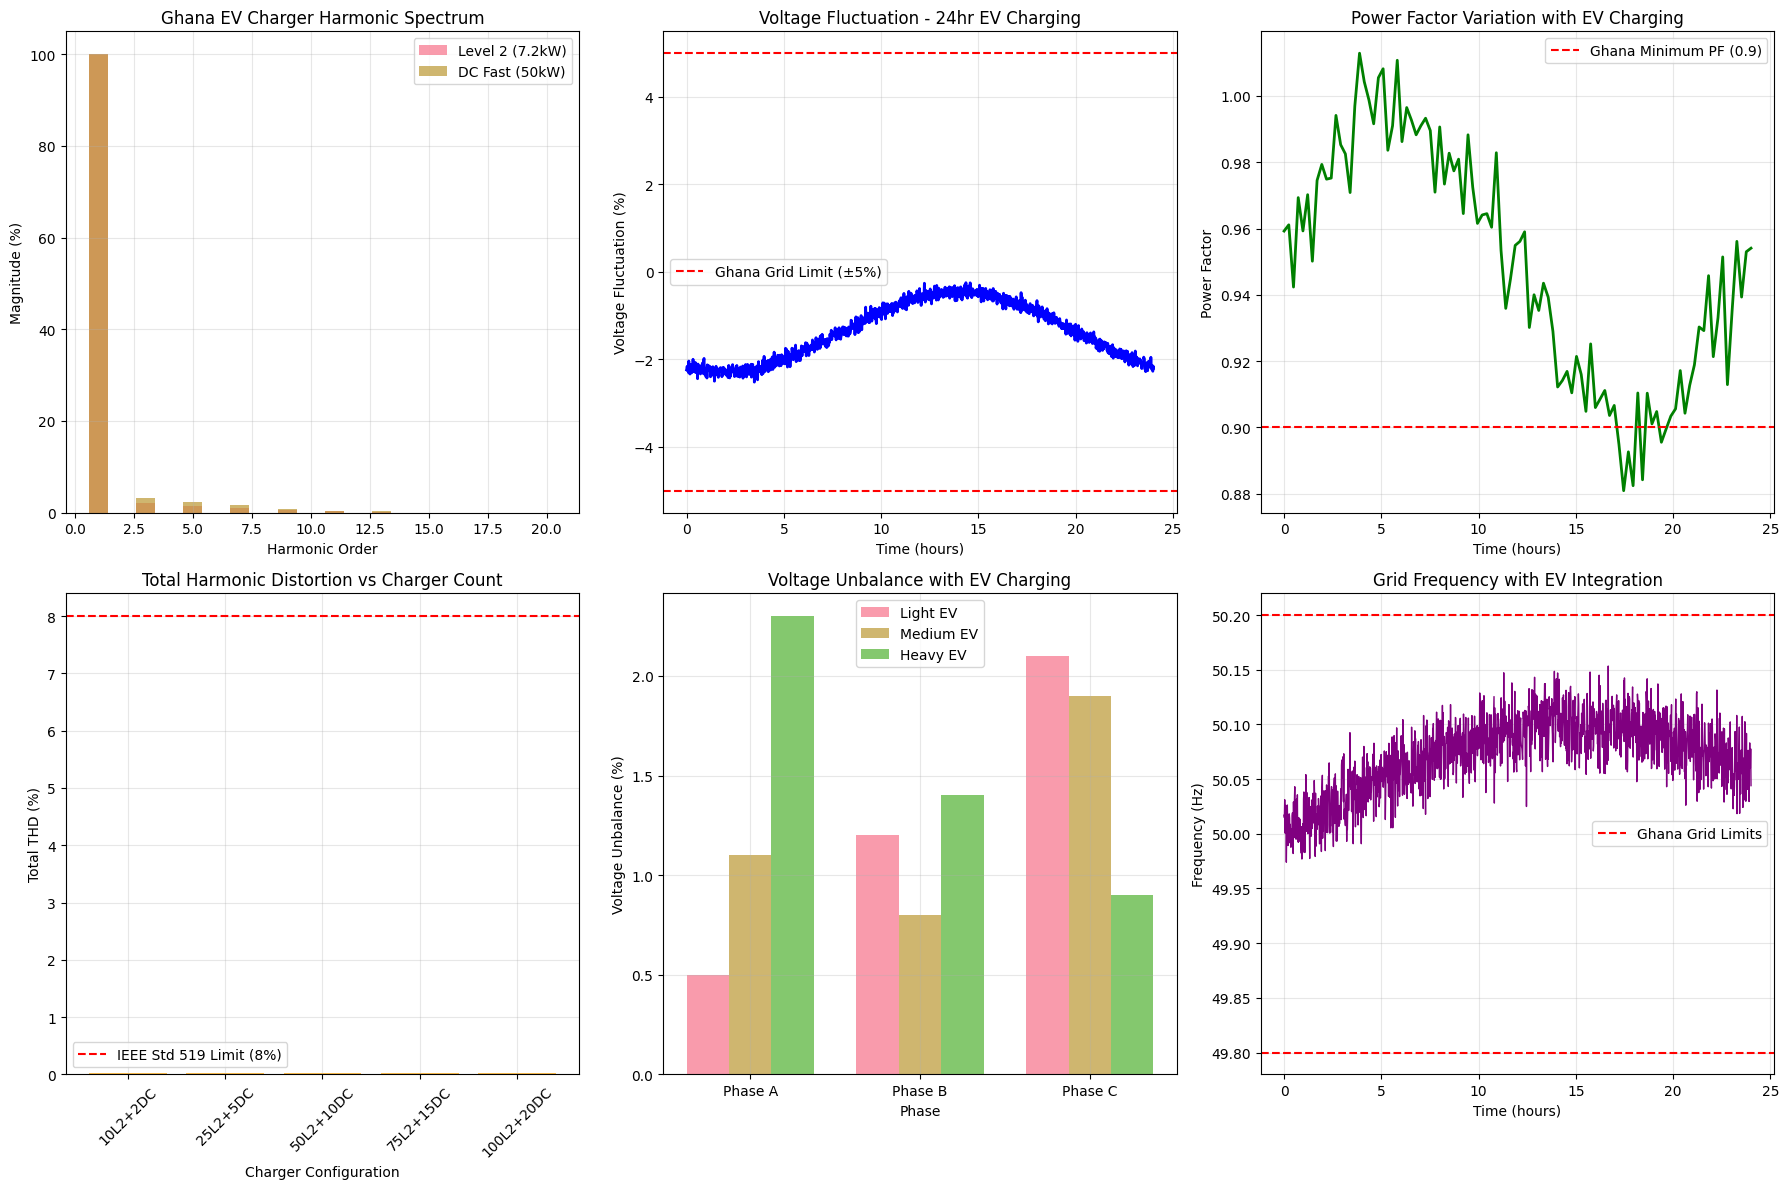 Ghana EV Charger Harmonic Spectrum
Magnitude (%)
100
80
60
40
20
0
Level 2 (7.2kW)
DC Fast (50kW)
0.0 2.5 5.0 7.5 10.0 12.5 15.0 17.5 20.0
Harmonic Order
Voltage Fluctuation - 24hr EV Charging
Voltage Fluctuation (%)
4
2
0
−2
−4
Ghana Grid Limit (±5%)
0 5 10 15 20 25
Time (hours)
Power Factor Variation with EV Charging
Power Factor
1.00
0.98
0.96
0.94
0.92
0.90
0.88
Ghana Minimum PF (0.9)
0 5 10 15 20 25
Time (hours)
Total Harmonic Distortion vs Charger Count
Total THD (%)
8
7
6
5
4
3
2
1
0
IEEE Std 519 Limit (8%)
10L2+2DC 25L2+5DC 50L2+10DC 75L2+15DC 100L2+20DC
Charger Configuration
Voltage Unbalance with EV Charging
Voltage Unbalance (%)
2.0
1.5
1.0
0.5
0.0
Light EV
Medium EV
Heavy EV
Phase A Phase B Phase C
Phase
Grid Frequency with EV Integration
Frequency (Hz)
50.20
50.15
50.10
50.05
50.00
49.95
49.90
49.85
49.80
Ghana Grid Limits
0 5 10 15 20 25
Time (hours)